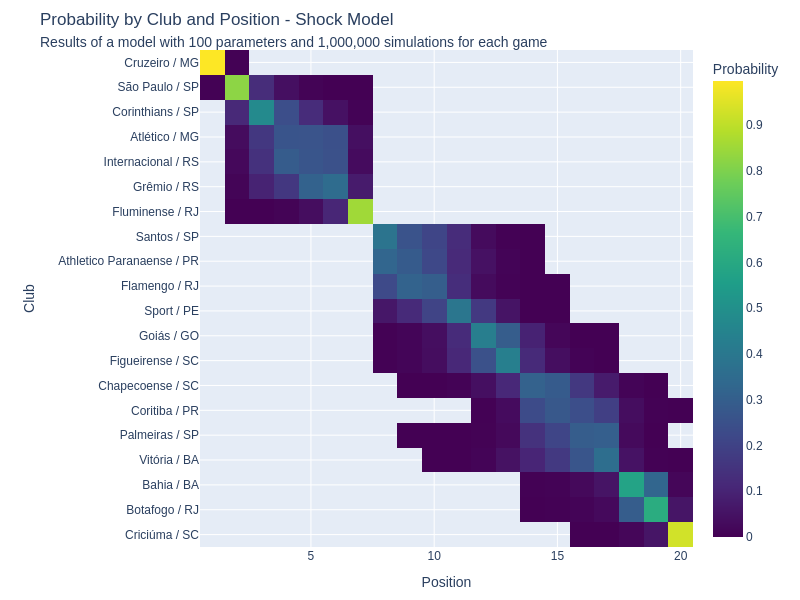 Probability by Club and Position - Shock Model
Results of a model with 100 parameters and 1,000,000 simulations for each game
Probability
Club
Cruzeiro / MG
São Paulo / SP
Corinthians / SP
Atlético / MG
Internacional / RS
Grêmio / RS
Fluminense / RJ
Santos / SP
Athletico Paranaense / PR
Flamengo / RJ
Sport / PE
Goiás / GO
Figueirense / SC
Chapecoense / SC
Coritiba / PR
Palmeiras / SP
Vitória / BA
Bahia / BA
Botafogo / RJ
Criciúma / SC
5 10 15 20
Position
0.9
0.8
0.7
0.6
0.5
0.4
0.3
0.2
0.1
0